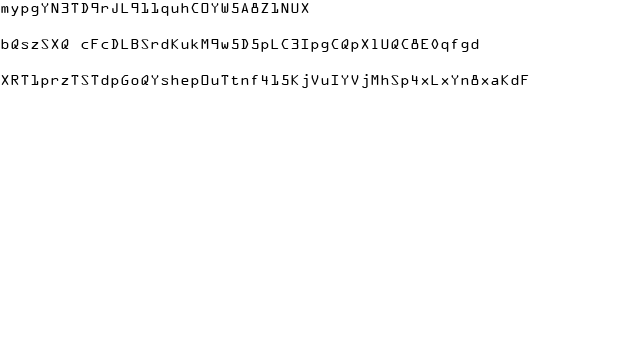 mypgYN3TD9rJL911quhCOYW5A8Z1NUX
bQszSXQ cFcDLBSrdKukM9w5D5pLC3IpgCQpX1UQC8E0qfgd
XRT1przTSTdpGoQYshepOuTtnf415KjVuIYVjMhSp4xLxYn8xaKdF